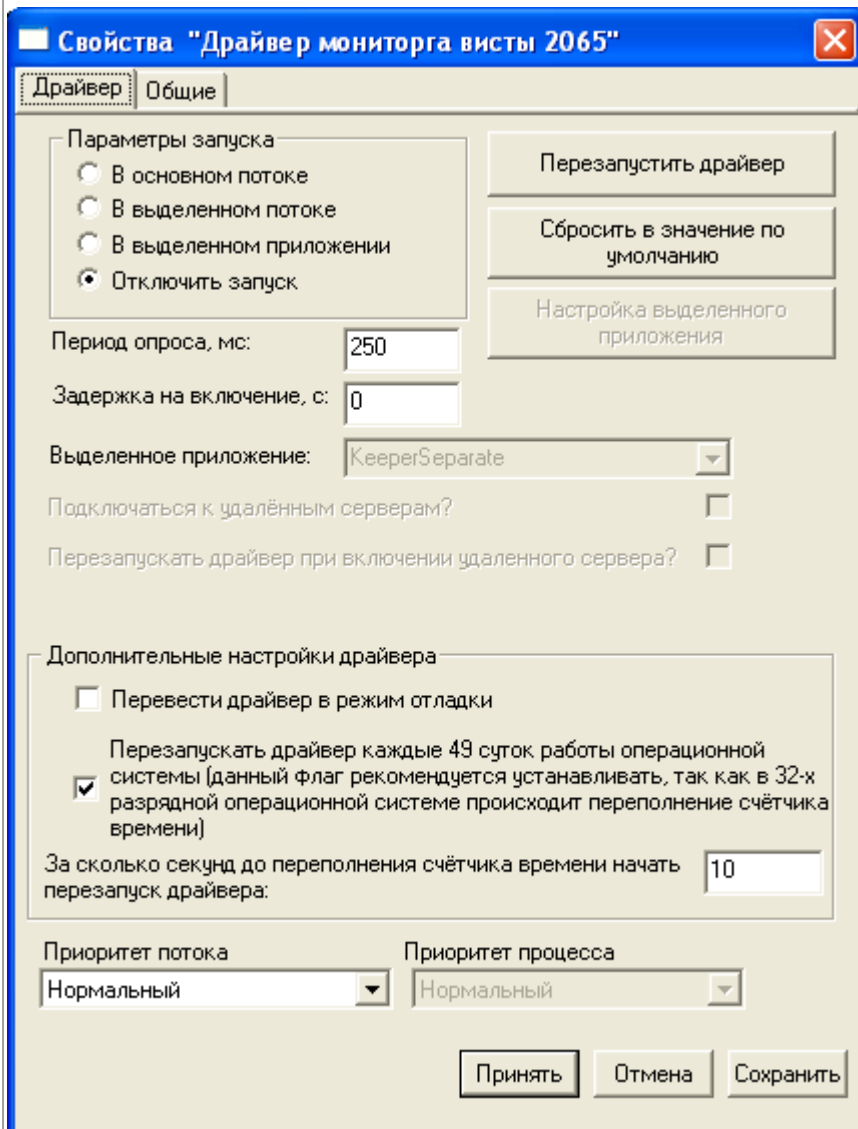 Свойства "Драйвер мониторга висты 2065"
Драйвер Общие
Параметры запуска
В основном потоке
В выделенном потоке
В выделенном приложении
Отключить запуск
Перезапустить драйвер
Сбросить в значение по
умолчанию
Настройка выделенного
приложения
Период опроса, мс: 250
Задержка на включение, с: 0
Выделенное приложение: KeeperSeparate
Подключаться к удалённым серверам?
Перезапускать драйвер при включении удаленного сервера?
Дополнительные настройки драйвера
Перевести драйвер в режим отладки
Перезапускать драйвер каждые 49 суток работы операционной
системы (данный флаг рекомендуется устанавливать, так как в 32-х
разрядной операционной системе происходит переполнение счётчика
времени)
За сколько секунд до переполнения счётчика времени начать
перезапуск драйвера: 10
Приоритет потока Приоритет процесса
Нормальный Нормальный
Принять Отмена Сохранить